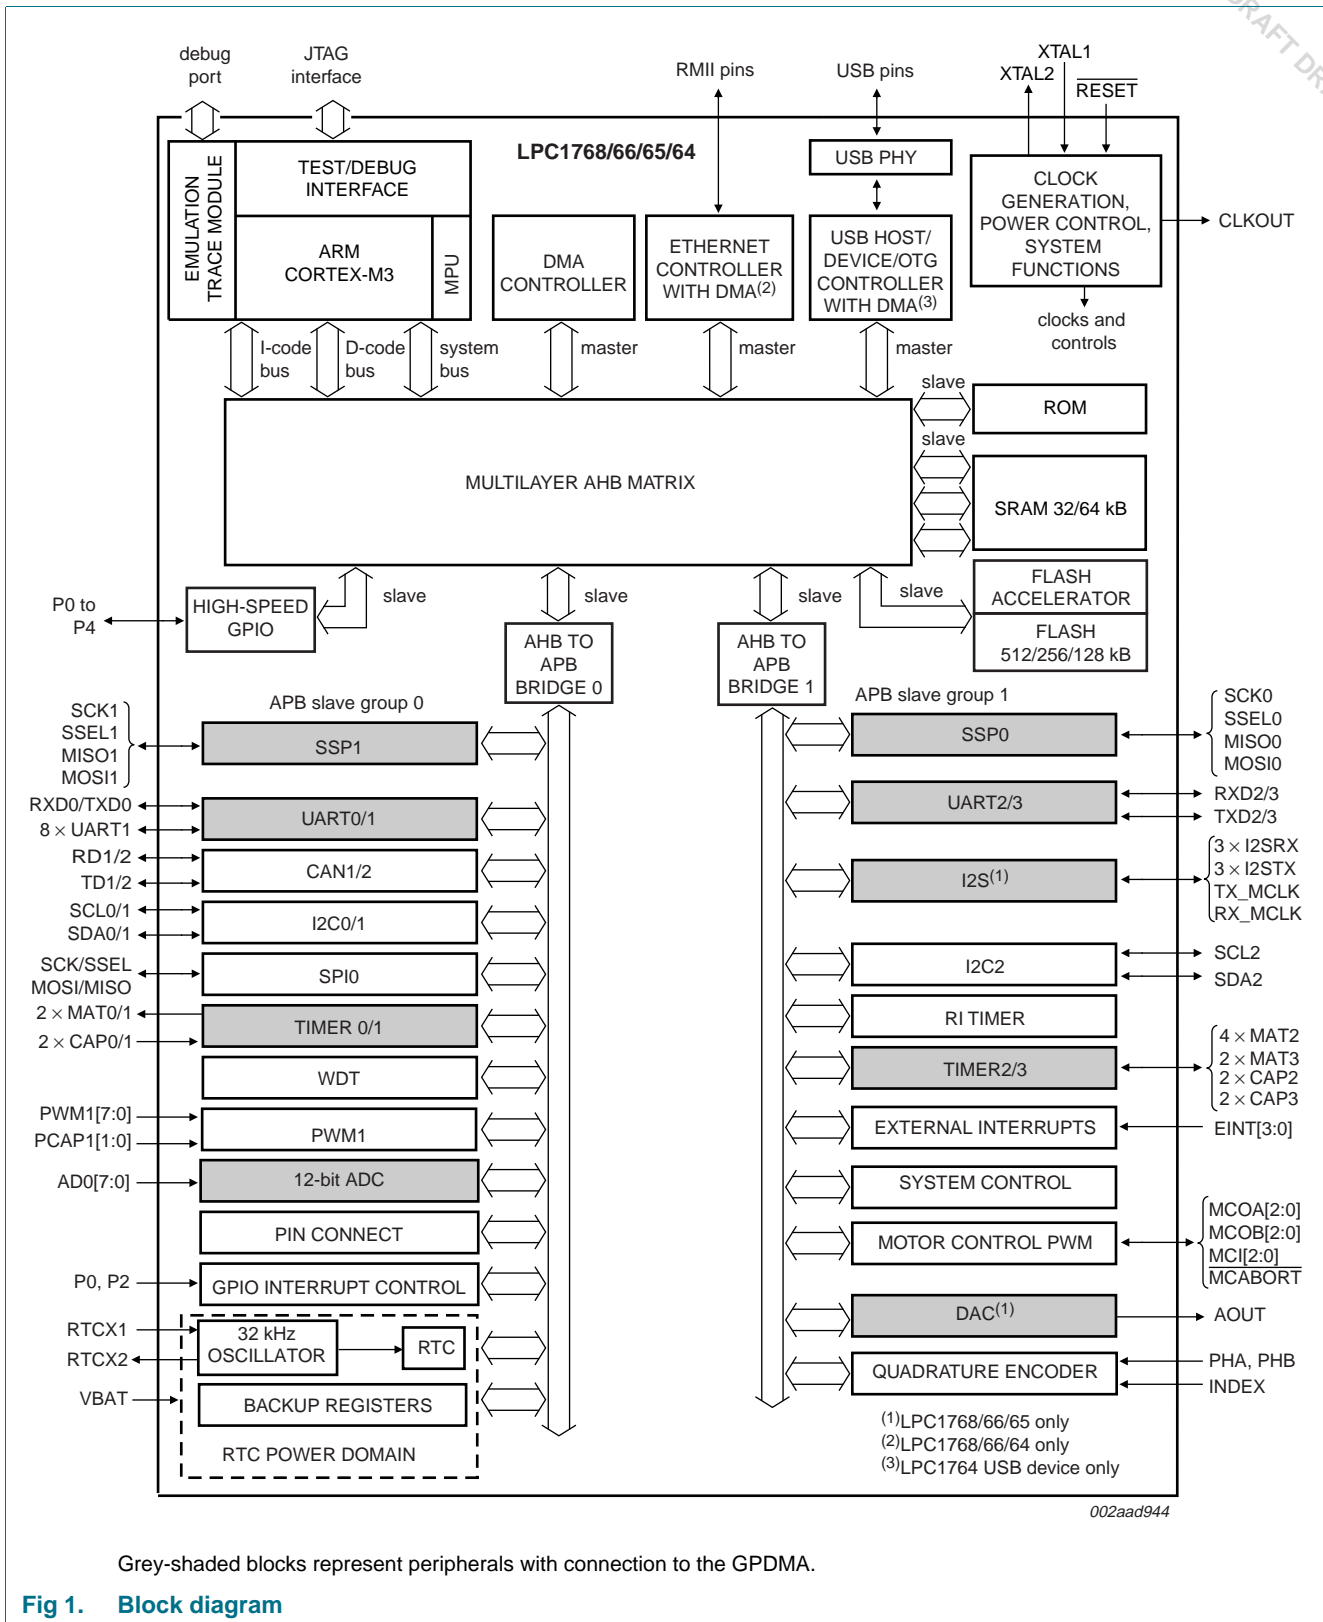 DRAFT DR
debug
port
JTAG
interface
RMII pins
USB pins
XTAL1
XTAL2
RESET
LPC1768/66/65/64
EMULATION
TRACE MODULE
TEST/DEBUG
INTERFACE
ARM
CORTEX-M3
MPU
DMA
CONTROLLER
ETHERNET
CONTROLLER
WITH DMA(2)
USB PHY
USB HOST/
DEVICE/OTG
CONTROLLER
WITH DMA(3)
CLOCK
GENERATION,
POWER CONTROL,
SYSTEM
FUNCTIONS
CLKOUT
clocks and
controls
I-code
bus
D-code
bus
system
bus
master
master
master
slave
ROM
slave
SRAM 32/64 kB
MULTILAYER AHB MATRIX
FLASH
ACCELERATOR
FLASH
512/256/128 kB
P0 to
P4
HIGH-SPEED
GPIO
slave
slave
slave
slave
AHB TO
APB
BRIDGE 0
AHB TO
APB
BRIDGE 1
APB slave group 0
APB slave group 1
SCK1
SSEL1
MISO1
MOSI1
SSP1
RXD0/TXD0
8 × UART1
UART0/1
RD1/2
TD1/2
CAN1/2
SCL0/1
SDA0/1
I2C0/1
SCK/SSEL
MOSI/MISO
SPI0
2 × MAT0/1
2 × CAP0/1
TIMER 0/1
WDT
PWM1[7:0]
PCAP1[1:0]
PWM1
AD0[7:0]
12-bit ADC
PIN CONNECT
P0, P2
GPIO INTERRUPT CONTROL
RTCX1
RTCX2
32 kHz
OSCILLATOR
RTC
VBAT
BACKUP REGISTERS
RTC POWER DOMAIN
SSP0
SCK0
SSEL0
MISO0
MOSI0
UART2/3
RXD2/3
TXD2/3
I2S(1)
3 × I2SRX
3 × I2STX
TX_MCLK
RX_MCLK
I2C2
SCL2
SDA2
RI TIMER
TIMER2/3
4 × MAT2
2 × MAT3
2 × CAP2
2 × CAP3
EXTERNAL INTERRUPTS
EINT[3:0]
SYSTEM CONTROL
MOTOR CONTROL PWM
MCOA[2:0]
MCOB[2:0]
MCI[2:0]
MCABORT
DAC(1)
AOUT
QUADRATURE ENCODER
PHA, PHB
INDEX
(1)LPC1768/66/65 only
(2)LPC1768/66/64 only
(3)LPC1764 USB device only
002aad944
Grey-shaded blocks represent peripherals with connection to the GPDMA.
Fig 1. Block diagram